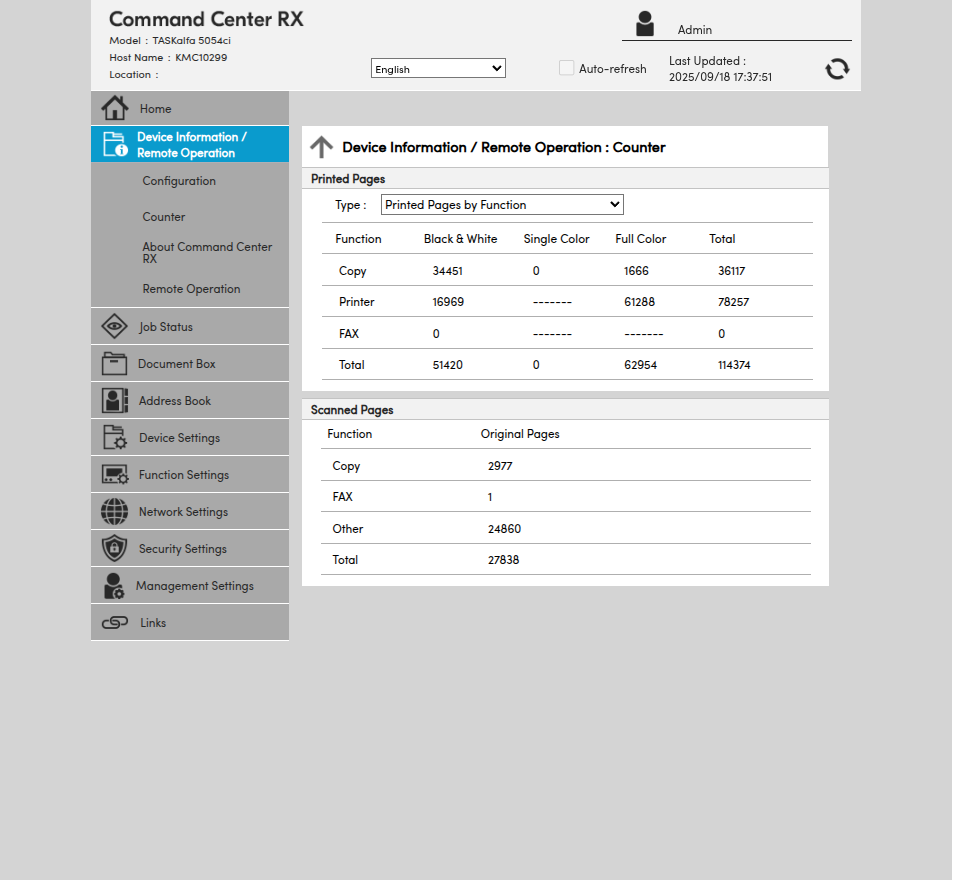 Command Center RX
Model : TASKalfa 5054ci
Host Name : KMC10299
Location :
English
Auto-refresh
Admin
Last Updated :
2025/09/18 17:37:51
Home
Device Information /
Remote Operation
Configuration
Counter
About Command Center
RX
Remote Operation
Job Status
Document Box
Address Book
Device Settings
Function Settings
Network Settings
Security Settings
Management Settings
Links
Device Information / Remote Operation : Counter
Printed Pages
Type : Printed Pages by Function
Function Black & White Single Color Full Color Total
Copy 34451 0 1666 36117
Printer 16969 ------- 61288 78257
FAX 0 ------- ------- 0
Total 51420 0 62954 114374
Scanned Pages
Function Original Pages
Copy 2977
FAX 1
Other 24860
Total 27838